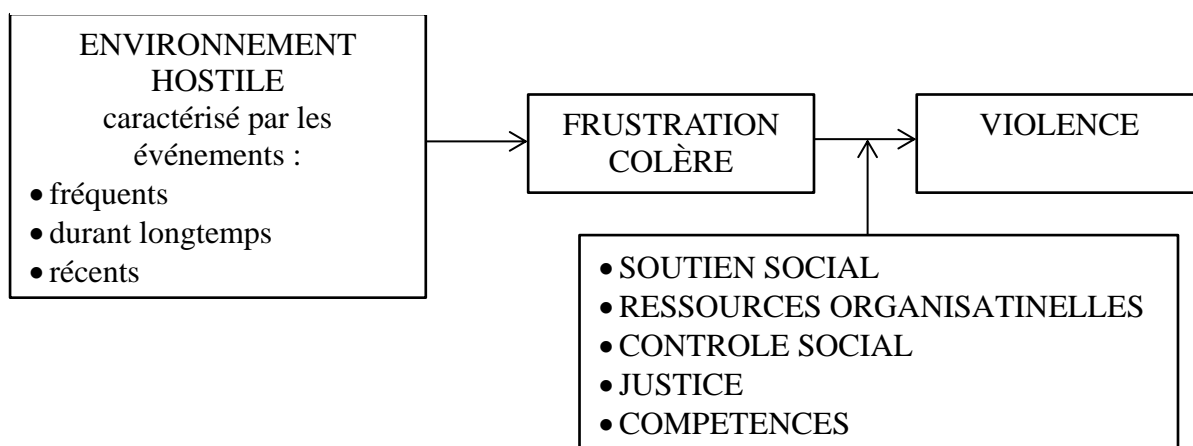 ENVIRONNEMENT
HOSTILE
caractérisé par les
événements :
• fréquents
• durant longtemps
• récents
FRUSTRATION
COLÈRE
VIOLENCE
• SOUTIEN SOCIAL
• RESSOURCES ORGANISATINELLES
• CONTROLE SOCIAL
• JUSTICE
• COMPETENCES